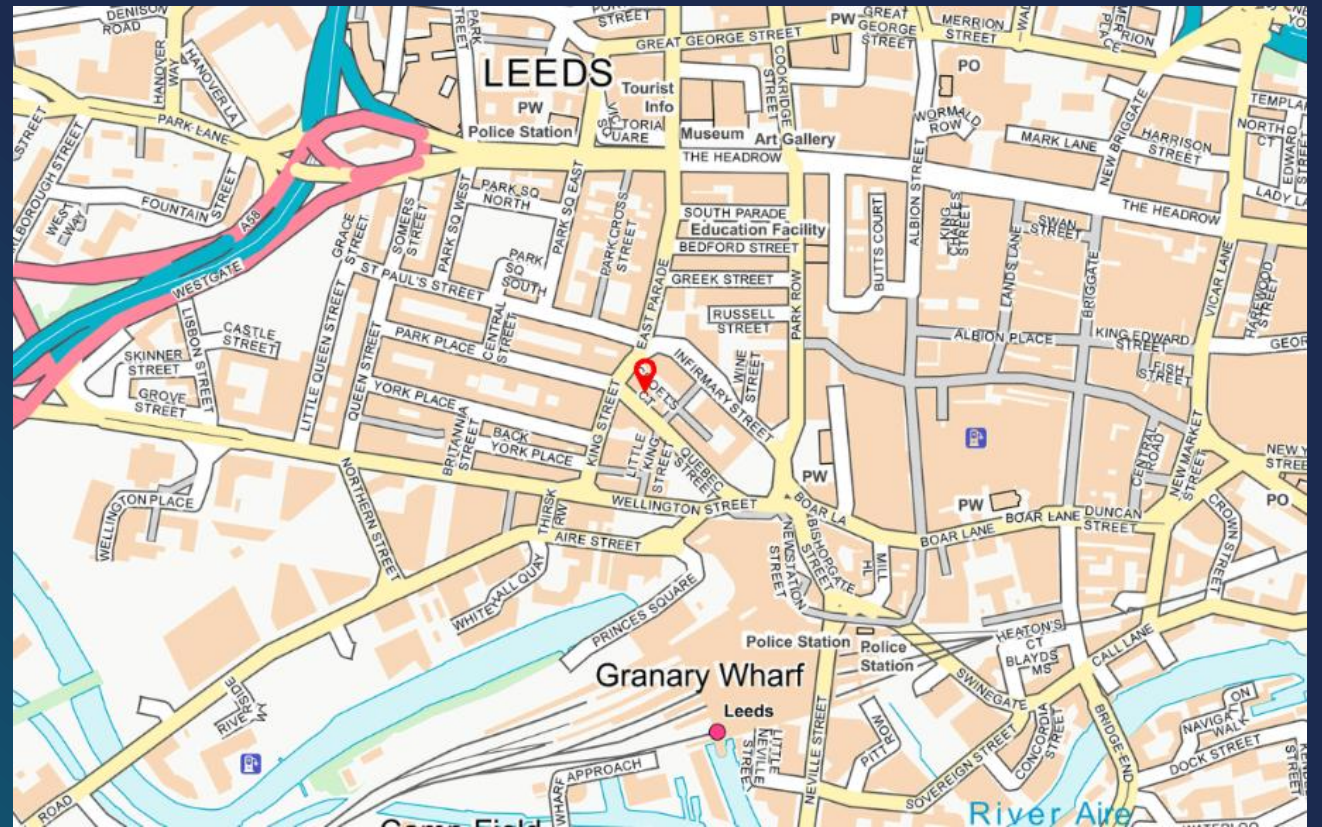 DENISON
ROAD
HANOVER
WAY
HANOVER LA
PARK
STREET
STREET
GREAT GEORGE STREET
COOKRIDGE
STREET
PW
GREAT
GEORGE
STREET
MERRION
STREET
PO
LEEDS
PW
Police Station
Tourist
Info
VICTORIA
SQUARE
Museum
Art Gallery
THE HEADROW
WORMALD
ROW
MARK LANE
NEW BRIGGATE
HARRISON
STREET
NORTH
CT
EDWARD
STREET
LADY LA
THE HEADROW
STREET
PARK LANE
FOUNTAIN STREET
WEST
WAY
A58
WESTGATE
GRACE
STREET
SOMERS
STREET
PARK SQ WEST
PARK SQ
NORTH
PARK SQ EAST
PARK
SQ
SOUTH
PARK CROSS
STREET
SOUTH PARADE
Education Facility
BEDFORD STREET
GREEK STREET
RUSSELL
STREET
EAST PARADE
PARK ROW
BUTTS COURT
ALBION STREET
KING
CHARLES
STREET
LANDS LANE
SWAN
STREET
BRIGGATE
VICAR LANE
HAREWOOD
STREET
ST PAUL'S STREET
CENTRAL
STREET
PARK PLACE
YORK PLACE
BACK
YORK PLACE
BRITANNIA
STREET
LISBON STREET
CASTLE
STREET
SKINNER
STREET
GROVE
STREET
LITTLE QUEEN STREET
QUEEN STREET
KING STREET
LITTLE
KING
STREET
CT
INFIRMARY STREET
WINE
STREET
QUEBEC
STREET
ALBION PLACE
KING EDWARD
STREET
FISH
STREET
GEOR
CENTRAL
ROAD
NEW MARKET
STREET
PO
CROWN STREET
WELLINGTON PLACE
NORTHERN STREET
THIRSK
RW
WELLINGTON STREET
AIRE STREET
WHITEHALL QUAY
PRINCES SQUARE
PW
BOAR LA
BISHOPGATE
STREET
NEW STATION
STREET
MILL
HL
PW
BOAR LANE
BOAR LANE
DUNCAN
STREET
HEATON'S
CT
BLAYDS
MS
CALL LANE
Police Station
Police
Station
Granary Wharf
Leeds
SWINEGATE
CONCORDIA
STREET
BRIDGE END
NAVIGATION
WALK
DOCK STREET
RIVERSIDE
ROAD
WHARF
APPROACH
LITTLE
NEVILLE
STREET
NEVILLE STREET
PITT ROW
SOVEREIGN STREET
River Aire